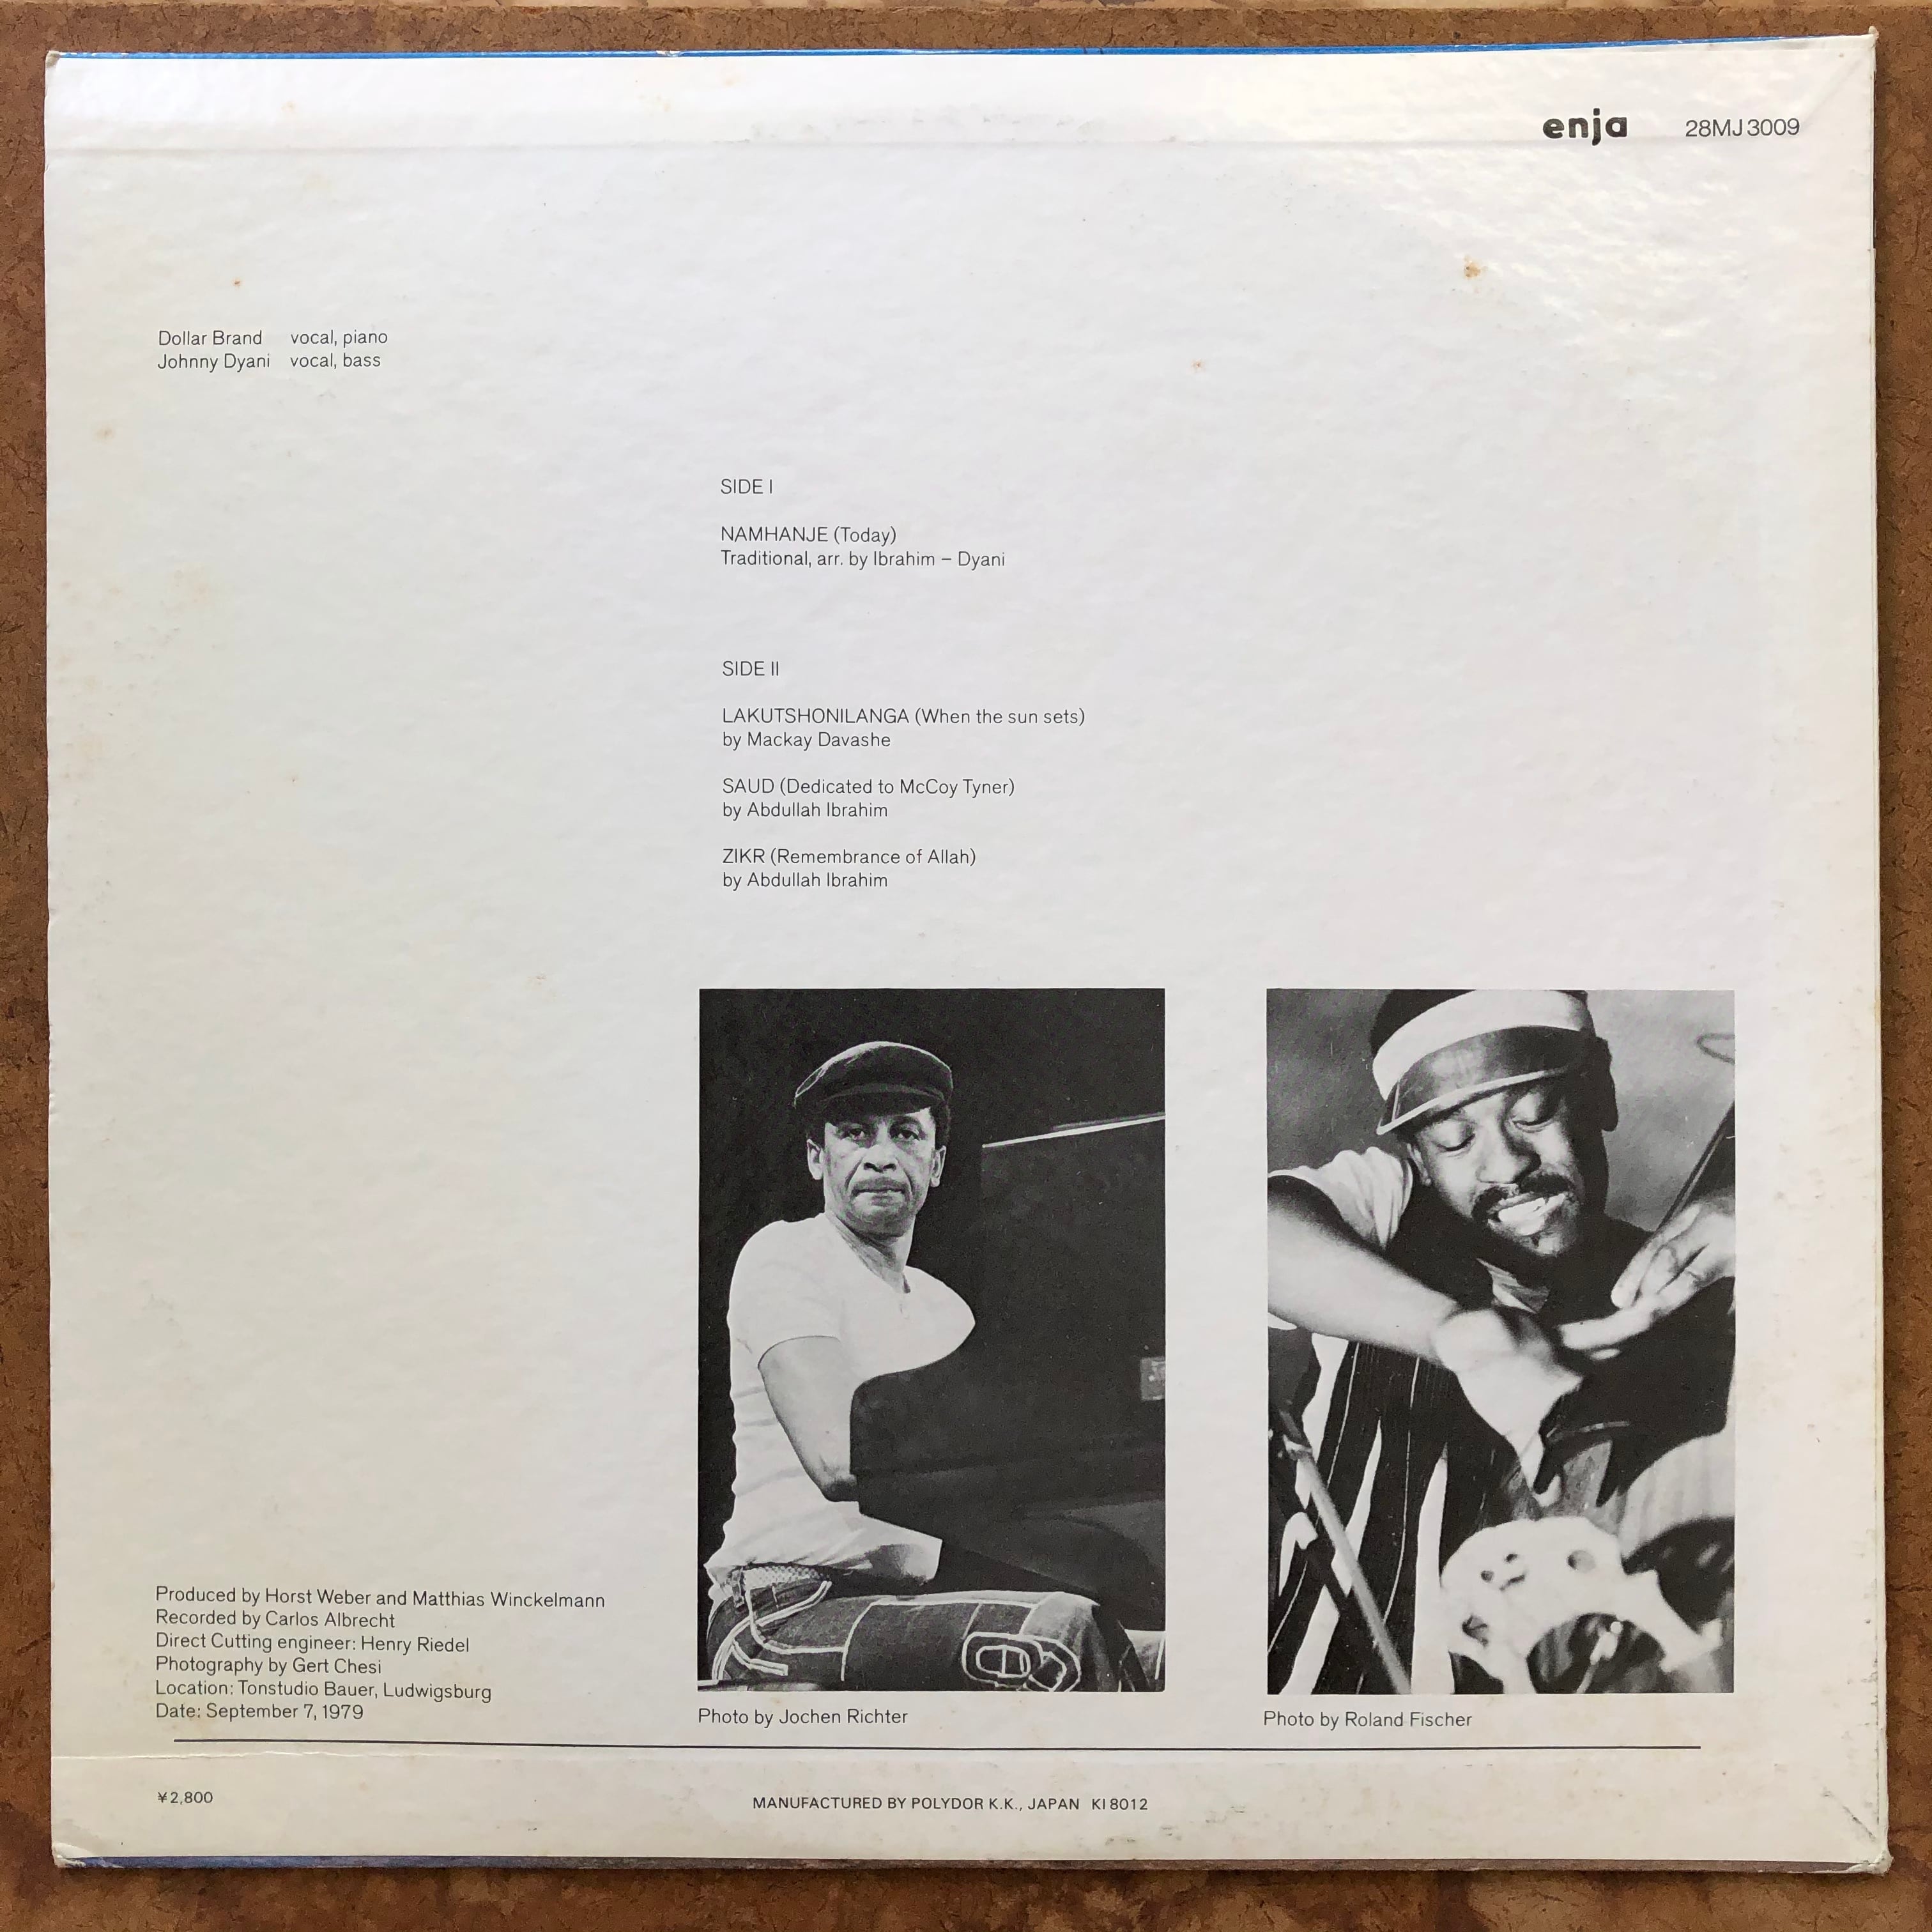 enja 28MJ3009
Dollar Brand vocal, piano
Johnny Dyani vocal, bass
SIDE I
NAMHANJE (Today)
Traditional, arr. by Ibrahim – Dyani
SIDE II
LAKUTSHONILANGA (When the sun sets)
by Mackay Davashe
SAUD (Dedicated to McCoy Tyner)
by Abdullah Ibrahim
ZIKR (Remembrance of Allah)
by Abdullah Ibrahim
Produced by Horst Weber and Matthias Winckelmann
Recorded by Carlos Albrecht
Direct Cutting engineer: Henry Riedel
Photography by Gert Chesi
Location: Tonstudio Bauer, Ludwigsburg
Date: September 7, 1979
Photo by Jochen Richter
Photo by Roland Fischer
¥2,800
MANUFACTURED BY POLYDOR K.K., JAPAN KI 8012